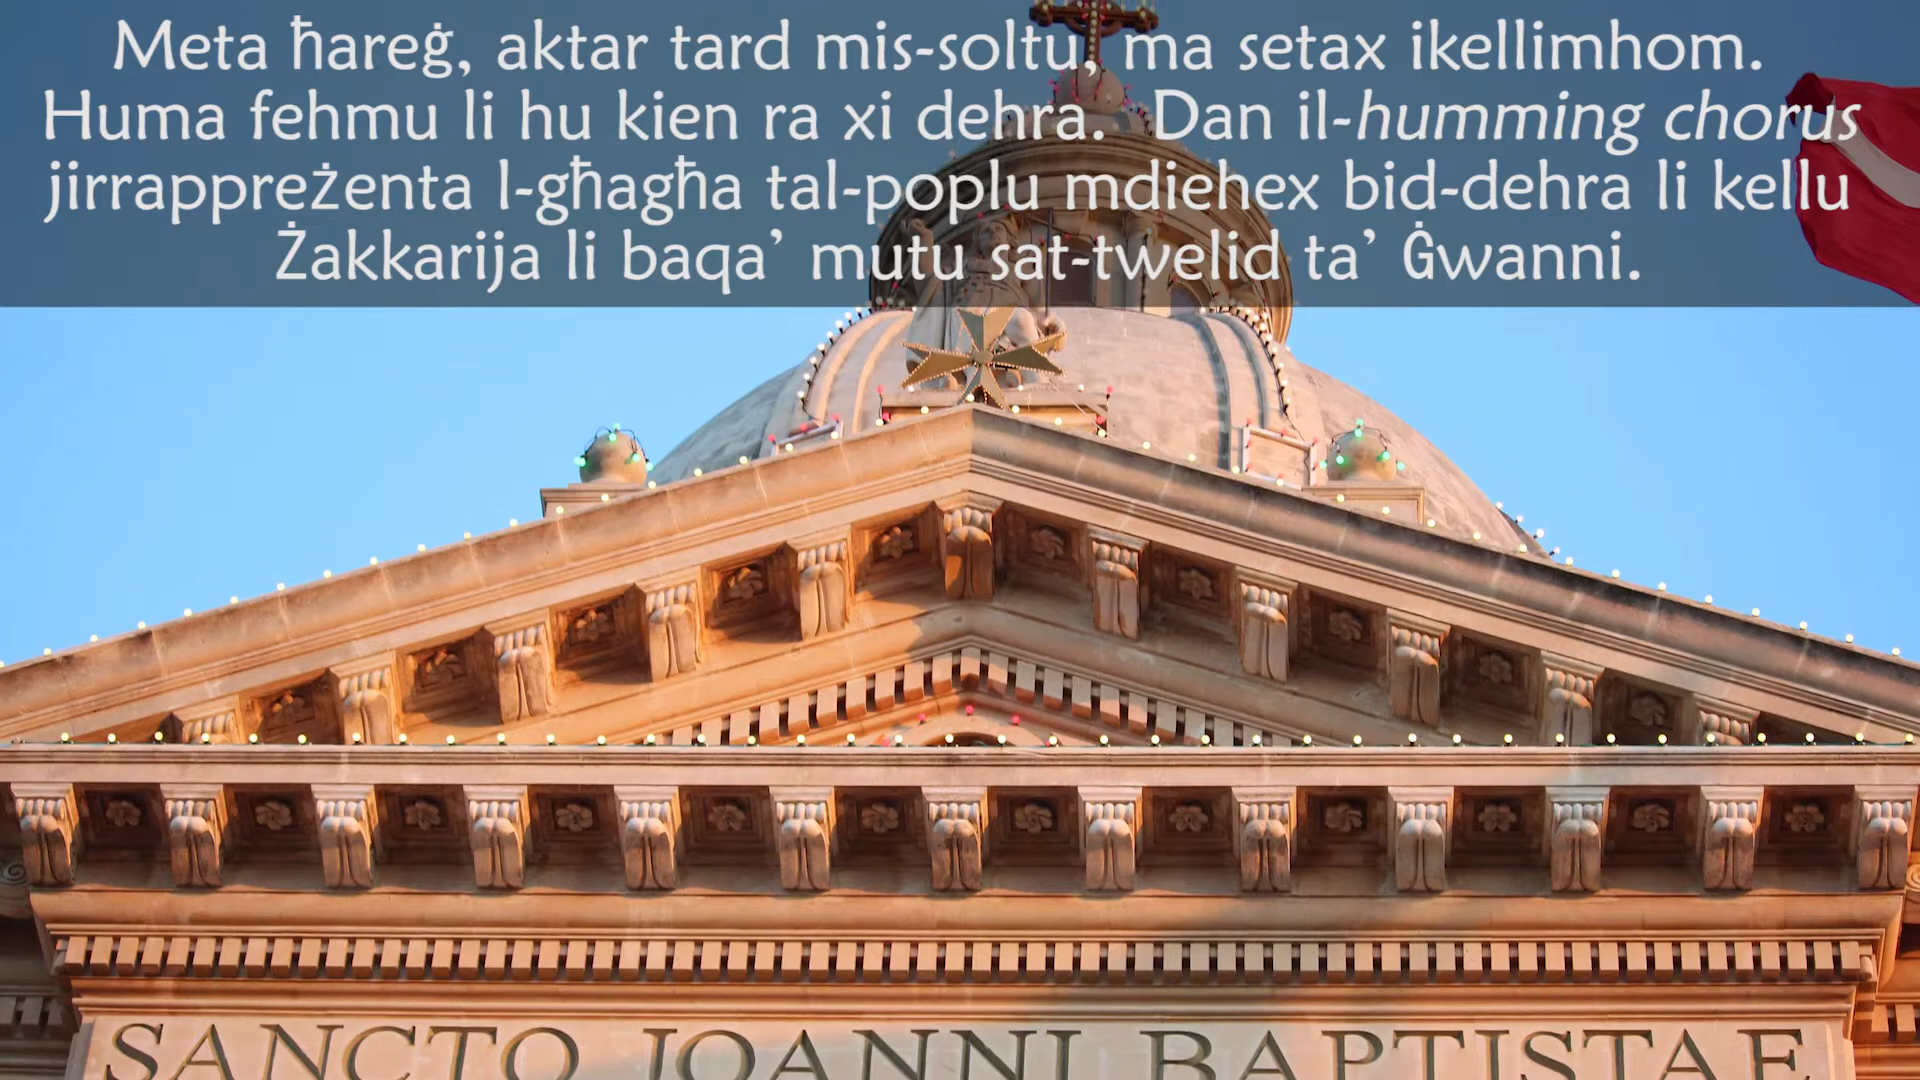 Meta ħareġ, aktar tard mis-soltu, ma setax ikellimhom.
Huma fehmu li hu kien ra xi dehra. Dan il-humming chorus
jirrappreżenta l-għagħa tal-poplu mdiehex bid-dehra li kellu
Żakkarija li baqa’ mutu sat-twelid ta’ Ġwanni.
SANCTO JOANNI BAPTISTAE